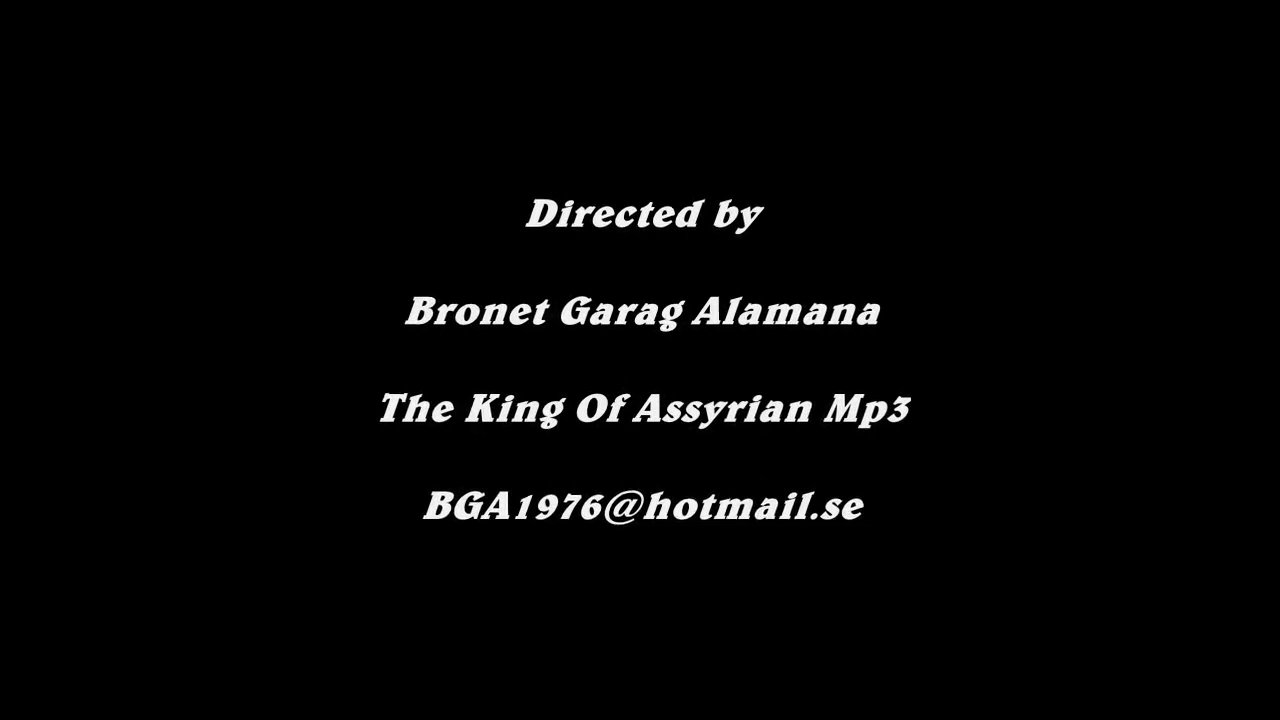 Directed by
Bronet Garag Alamana
The King Of Assyrian Mp3
BGA1976@hotmail.se